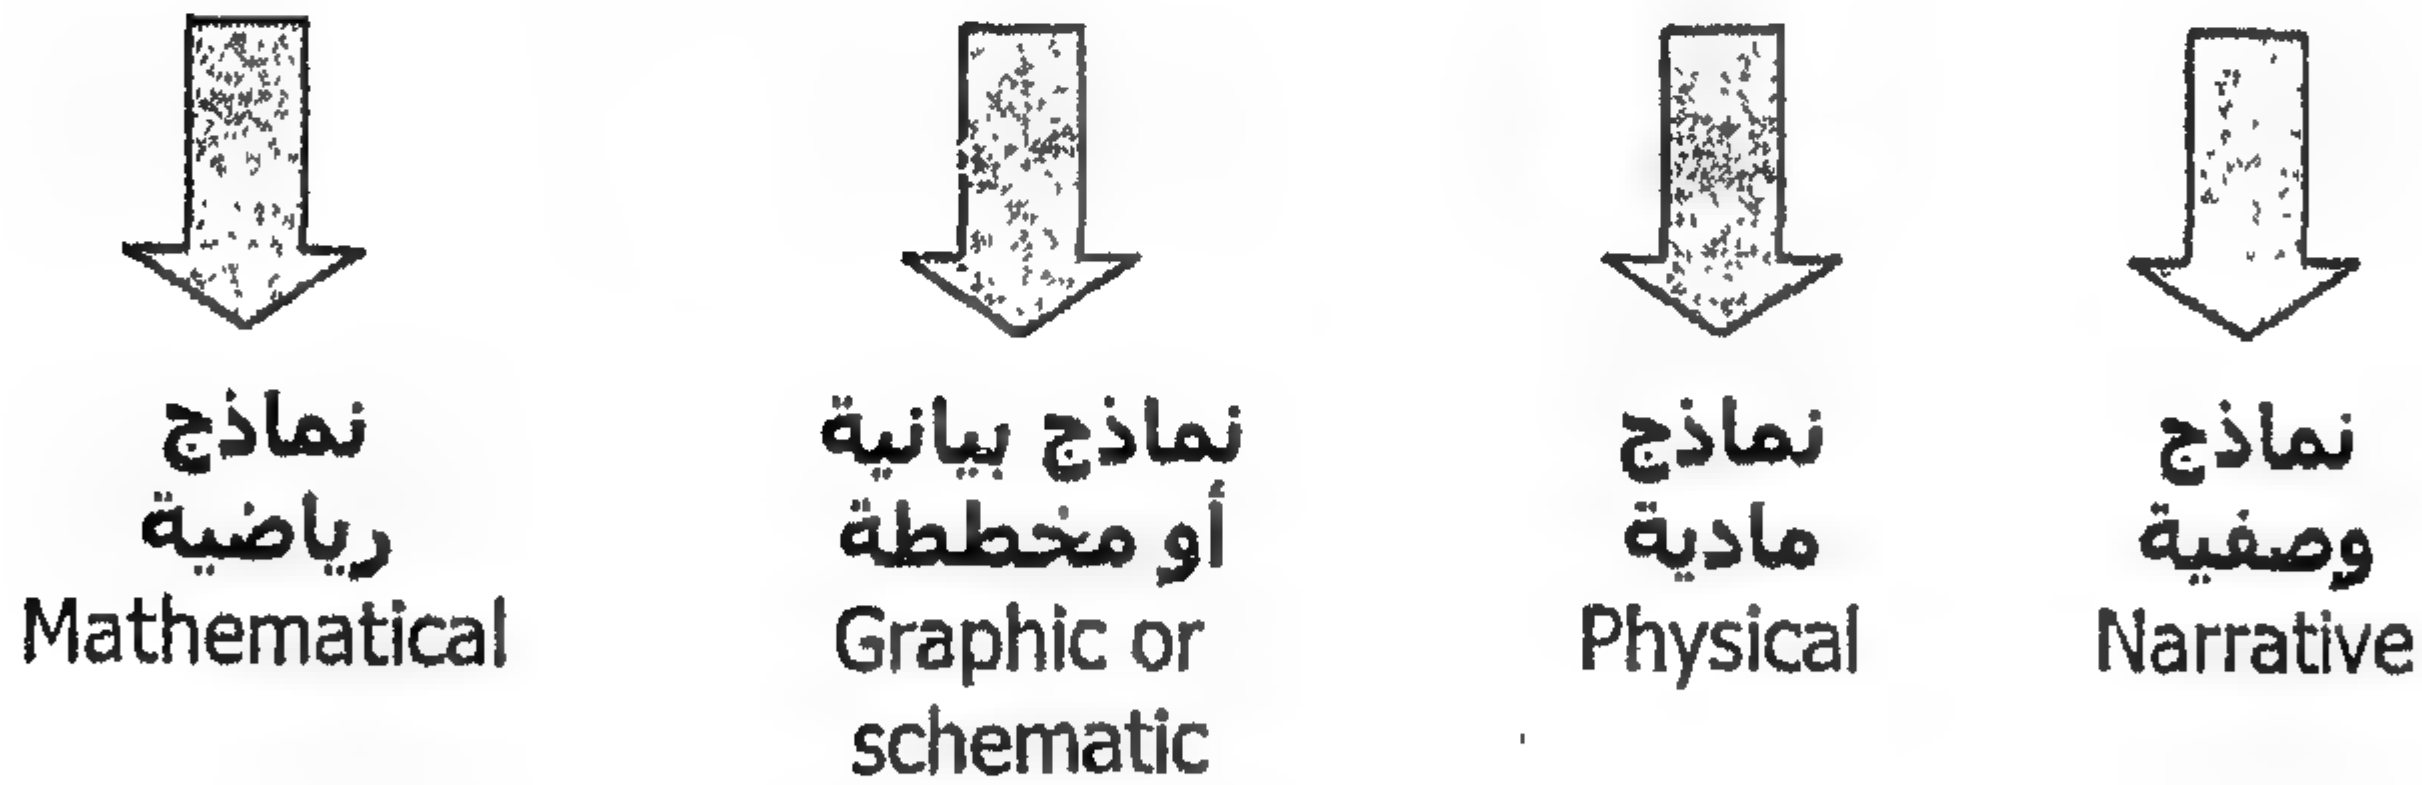 نماذج
وصفية
Narrative
نماذج
مادية
Physical
نماذج بيانية
أو مخططة
Graphic or
schematic
نماذج
رياضية
Mathematical